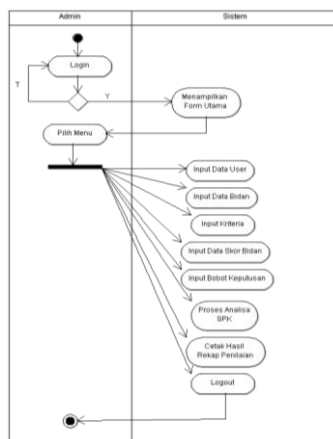 Admin
Sistem
Login
T
Y
Menampilkan
Form Utama
Pilih Menu
Input Data User
Input Data Bidan
Input Kriteria
Input Data Skor Bidan
Input Bobot Keputusan
Proses Analisa
SPK
Cetak Hasil
Rekap Penilaian
Logout